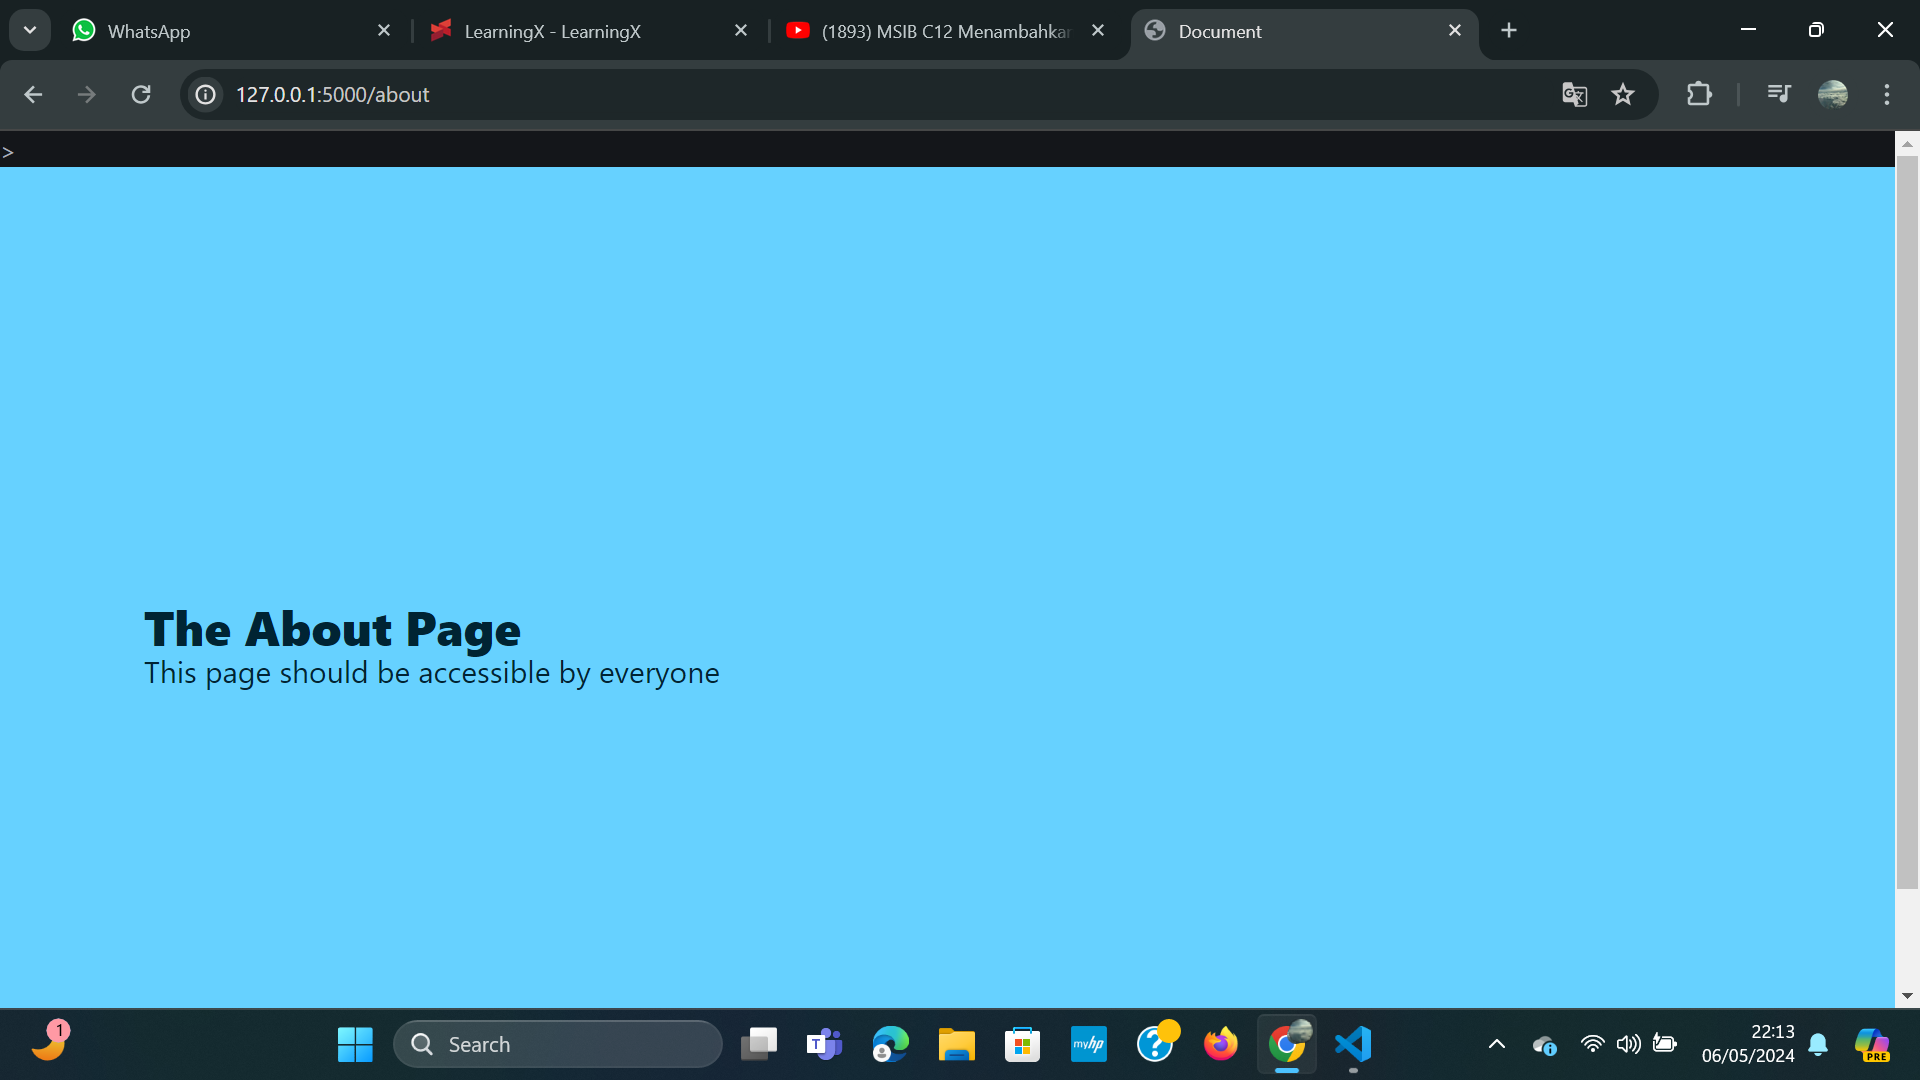 WhatsApp
LearningX - LearningX
(1893) MSIB C12 Menambahkan
Document
127.0.0.1:5000/about
>
The About Page
This page should be accessible by everyone
1
Search
T
myhp
?
22:13
06/05/2024
PRE